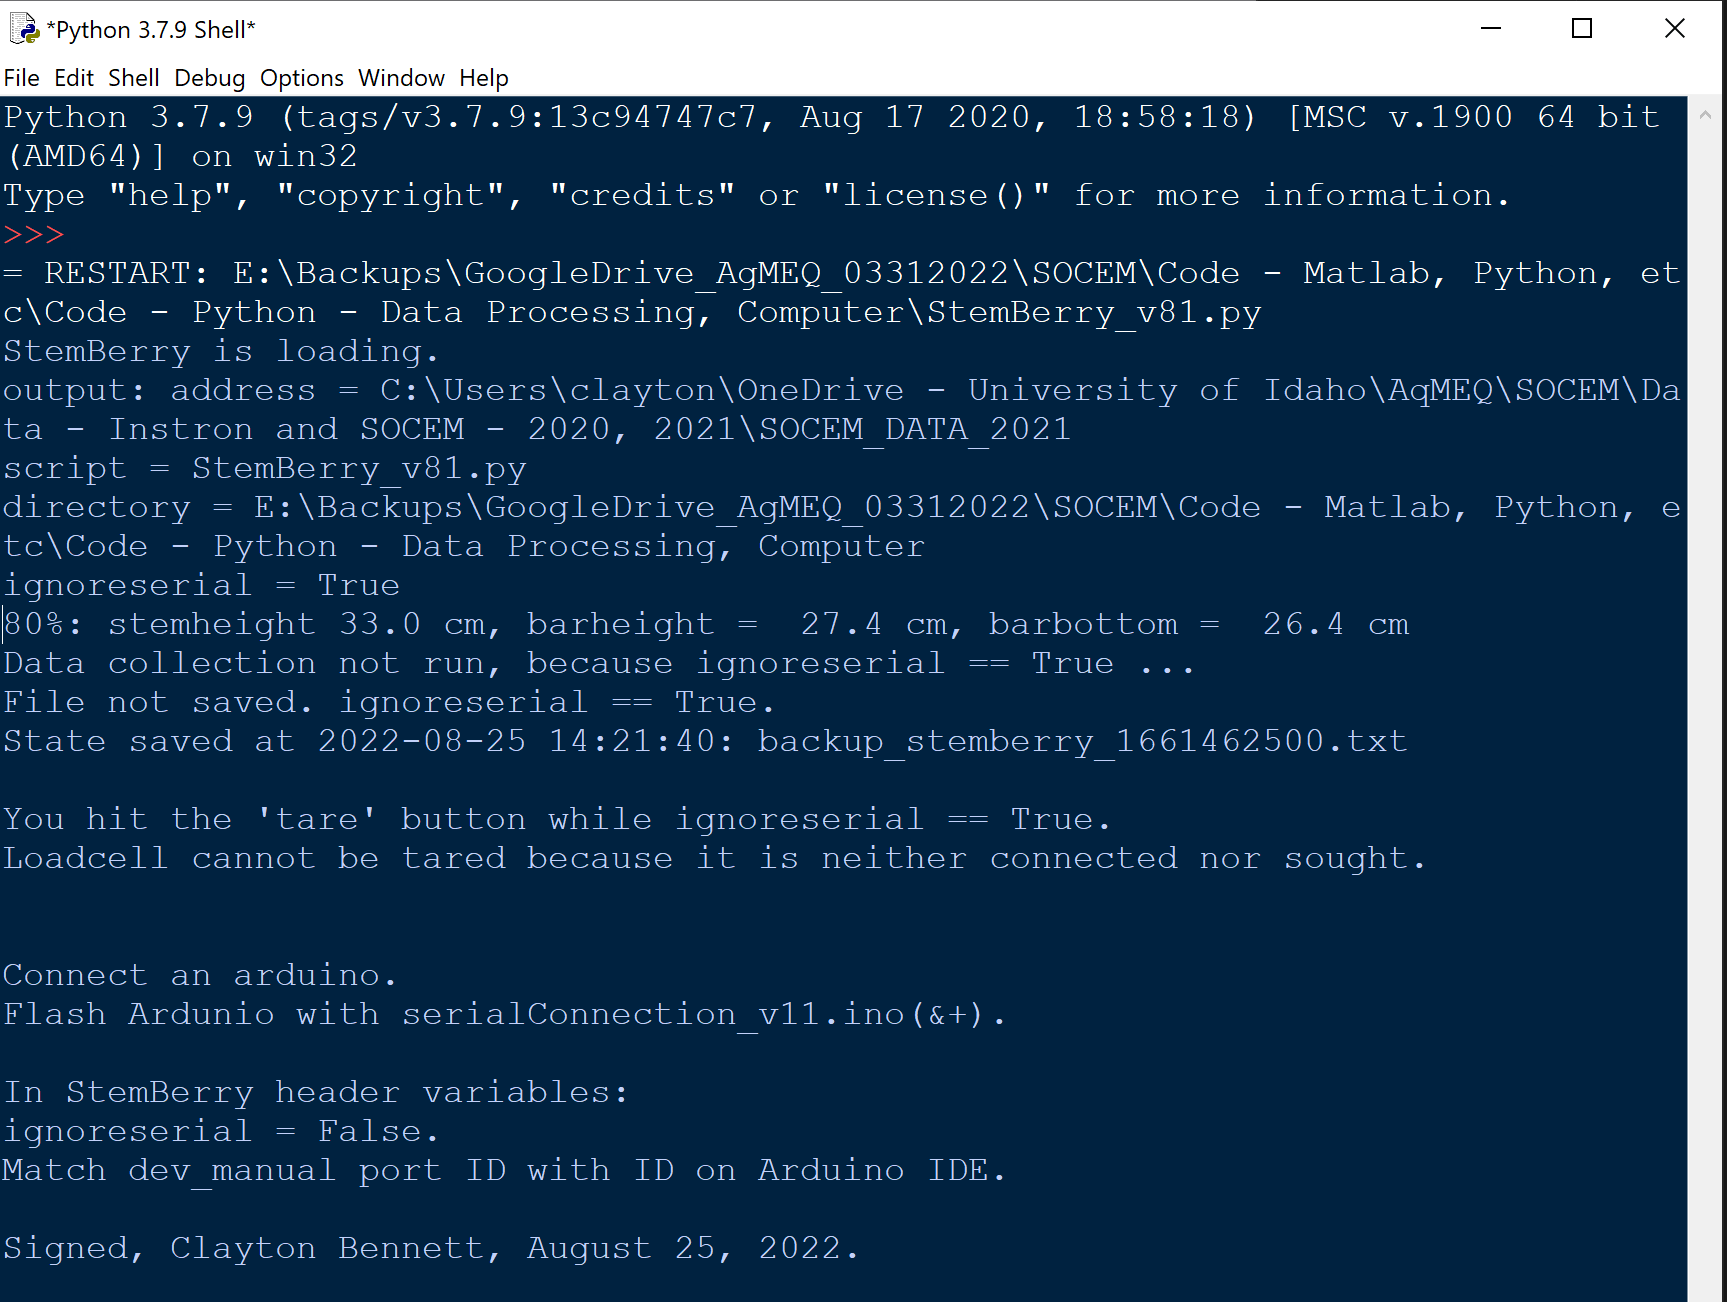 *Python 3.7.9 Shell*
File Edit Shell Debug Options Window Help
Python 3.7.9 (tags/v3.7.9:13c94747c7, Aug 17 2020, 18:58:18) [MSC v.1900 64 bit
(AMD64)] on win32
Type "help", "copyright", "credits" or "license()" for more information.
>>>
= RESTART: E:\Backups\GoogleDrive_AgMEQ_03312022\SOCEM\Code - Matlab, Python, et
c\Code - Python - Data Processing, Computer\StemBerry_v81.py
StemBerry is loading.
output: address = C:\Users\clayton\OneDrive - University of Idaho\AqMEQ\SOCEM\Da
ta - Instron and SOCEM - 2020, 2021\SOCEM_DATA_2021
script = StemBerry_v81.py
directory = E:\Backups\GoogleDrive_AgMEQ_03312022\SOCEM\Code - Matlab, Python, e
tc\Code - Python - Data Processing, Computer
ignoreserial = True
80%: stemheight 33.0 cm, barheight =  27.4 cm, barbottom =  26.4 cm
Data collection not run, because ignoreserial == True ...
File not saved. ignoreserial == True.
State saved at 2022-08-25 14:21:40: backup_stemberry_1661462500.txt
You hit the 'tare' button while ignoreserial == True.
Loadcell cannot be tared because it is neither connected nor sought.
Connect an arduino.
Flash Ardunio with serialConnection_v11.ino(&+).
In StemBerry header variables:
ignoreserial = False.
Match dev_manual port ID with ID on Arduino IDE.
Signed, Clayton Bennett, August 25, 2022.